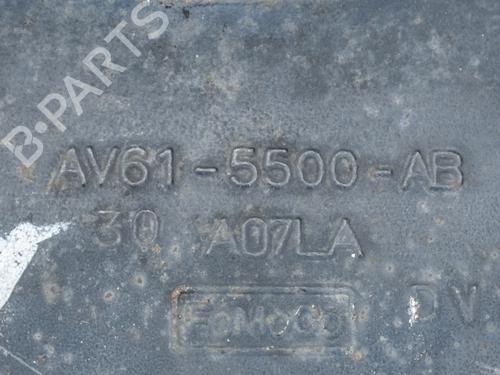 B-PARTS
AV61-5500-AB
30 A07LA
FoMoCo
DV